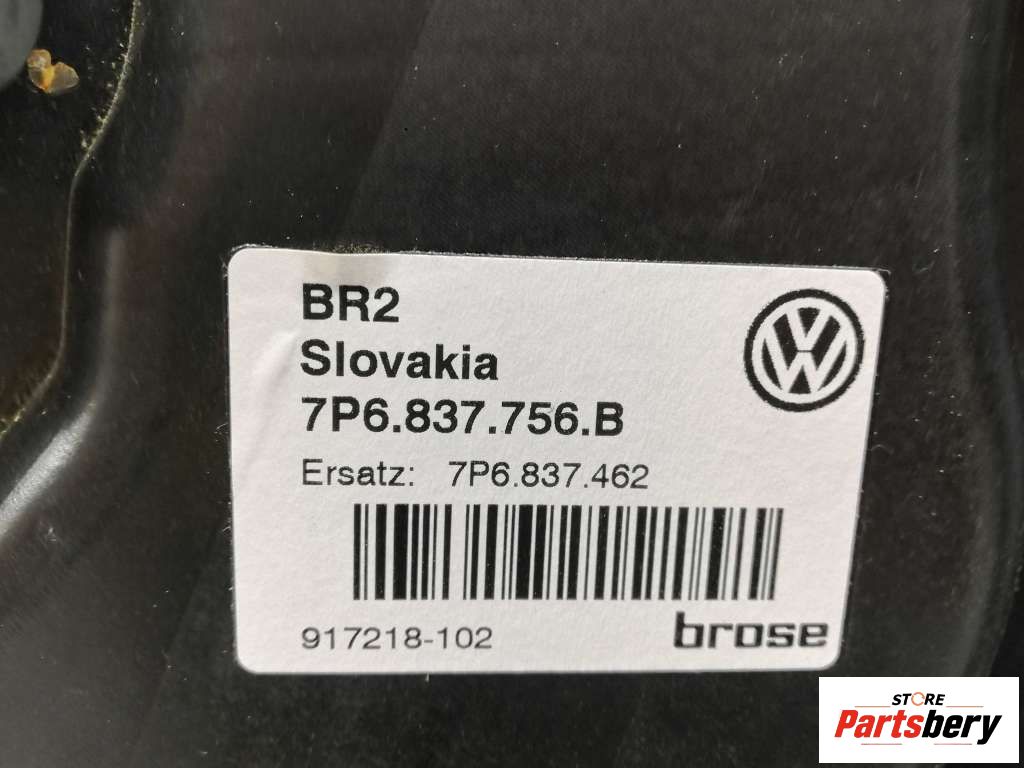 BR2
Slovakia
7P6.837.756.B
Ersatz: 7P6.837.462
917218-102
brose
STORE
Partsbery